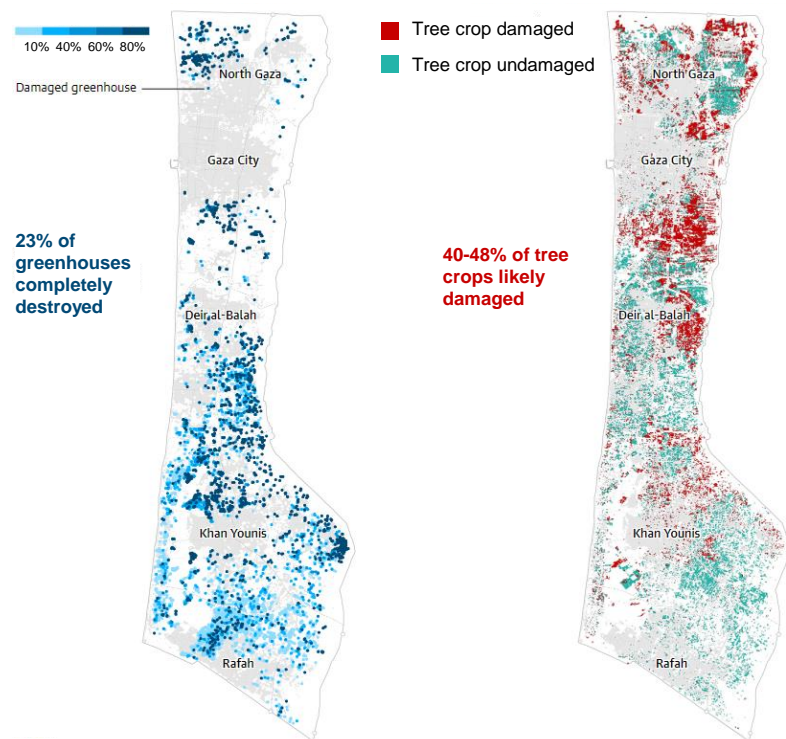 10% 40% 60% 80%
Damaged greenhouse
North Gaza
Gaza City
23% of
greenhouses
completely
destroyed
Deir al-Balah
Khan Younis
Rafah
Tree crop damaged
Tree crop undamaged
North Gaza
Gaza City
40-48% of tree
crops likely
damaged
Deir al-Balah
Khan Younis
Rafah